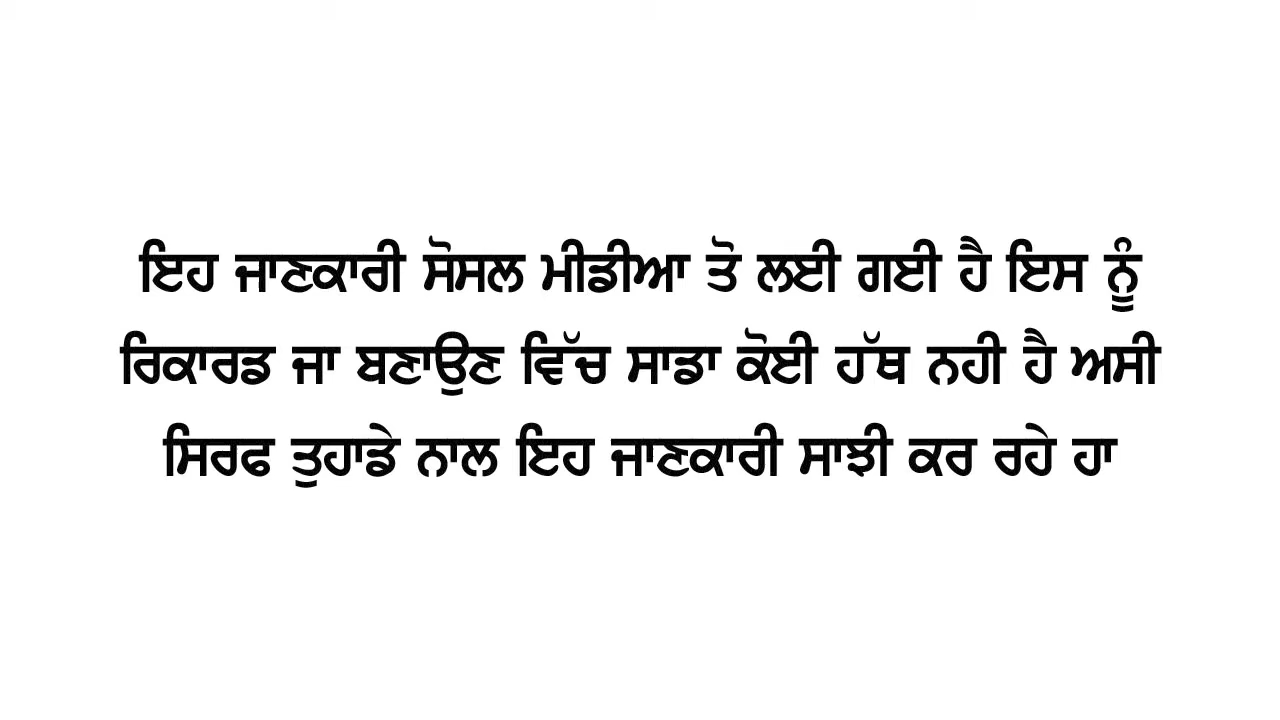 ਇਹ ਜਾਣਕਾਰੀ ਸੋਸਲ ਮੀਡੀਆ ਤੋ ਲਈ ਗਈ ਹੈ ਇਸ ਨੂੰ
ਰਿਕਾਰਡ ਜਾ ਬਣਾਉਣ ਵਿੱਚ ਸਾਡਾ ਕੋਈ ਹੱਥ ਨਹੀ ਹੈ ਅਸੀ
ਸਿਰਫ ਤੁਹਾਡੇ ਨਾਲ ਇਹ ਜਾਣਕਾਰੀ ਸਾਝੀ ਕਰ ਰਹੇ ਹਾ